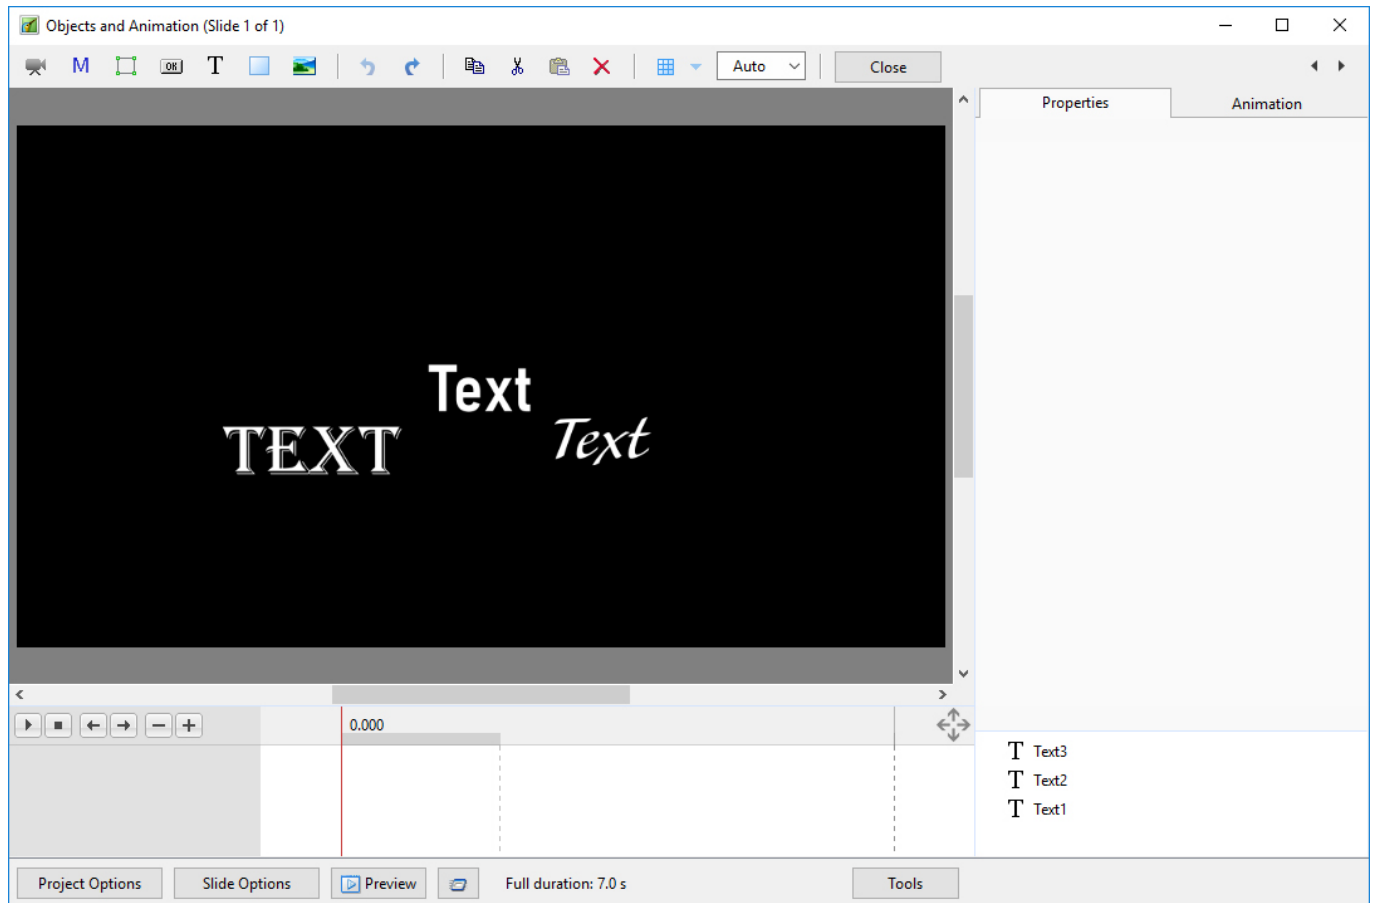 Objects and Animation (Slide 1 of 1)
M OK T Auto Close
Properties Animation
Text
TEXT
Text
0.000
T Text3
T Text2
T Text1
Project Options Slide Options Preview Full duration: 7.0 s Tools